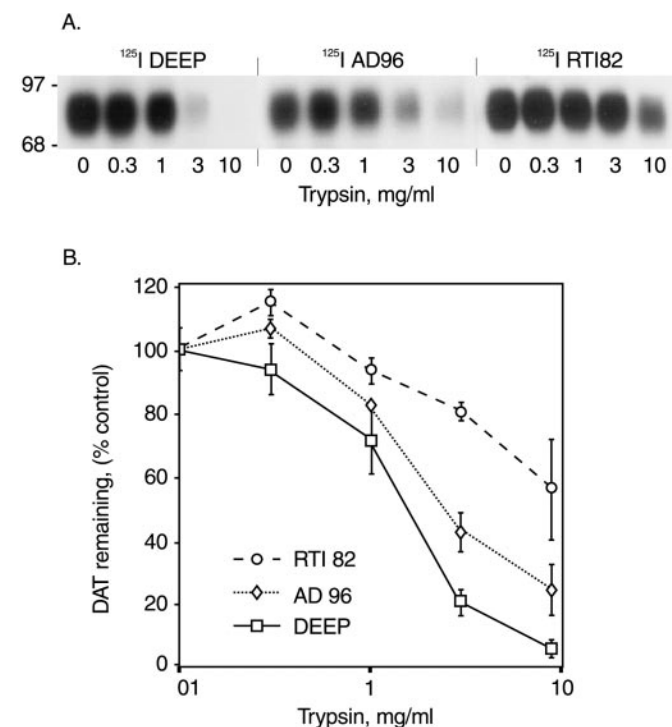 A.
¹²⁵I DEEP ¹²⁵I AD96 ¹²⁵I RTI82
97 -
68 -
0 0.3 1 3 10 0 0.3 1 3 10 0 0.3 1 3 10
Trypsin, mg/ml
B.
DAT remaining, (% control)
120
100
80
60
40
20
0
RTI 82
AD 96
DEEP
01 1 10
Trypsin, mg/ml